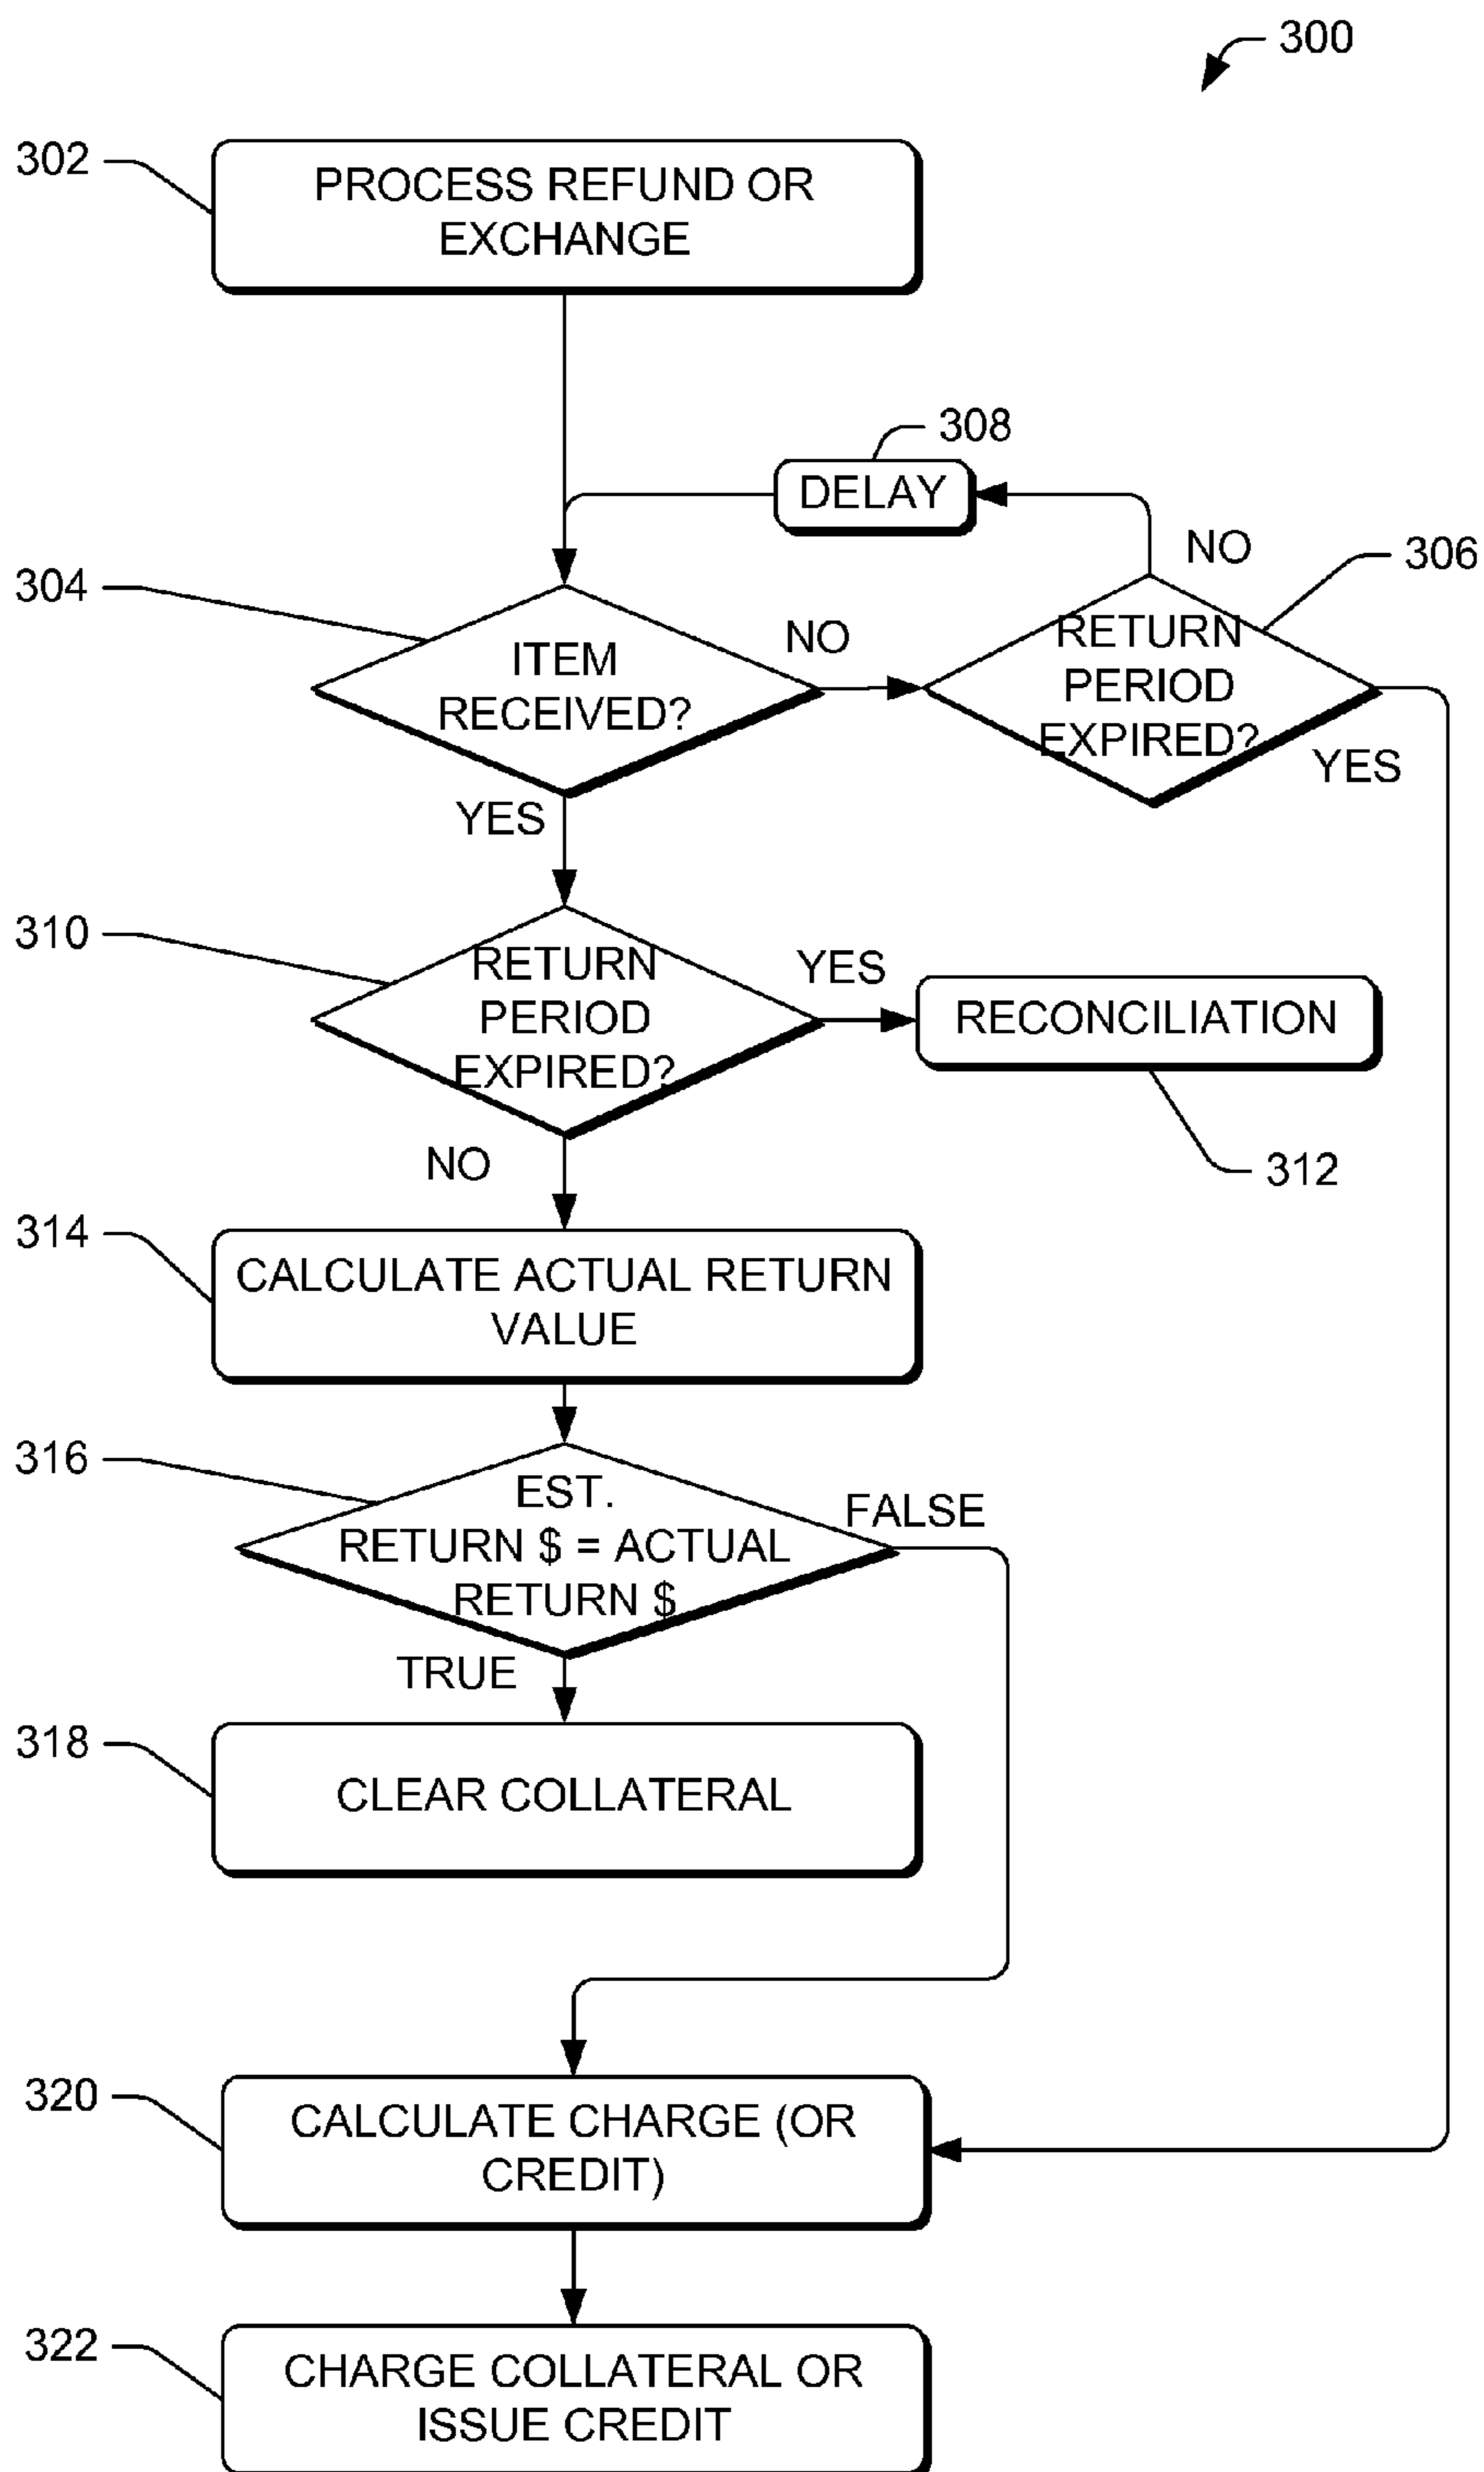 300
302
PROCESS REFUND OR
EXCHANGE
308
DELAY
NO
306
304
ITEM
RECEIVED?
NO
RETURN
PERIOD
EXPIRED?
YES
YES
310
RETURN
PERIOD
EXPIRED?
YES
RECONCILIATION
312
NO
314
CALCULATE ACTUAL RETURN
VALUE
316
EST.
RETURN $ = ACTUAL
RETURN $
FALSE
TRUE
318
CLEAR COLLATERAL
320
CALCULATE CHARGE (OR
CREDIT)
322
CHARGE COLLATERAL OR
ISSUE CREDIT